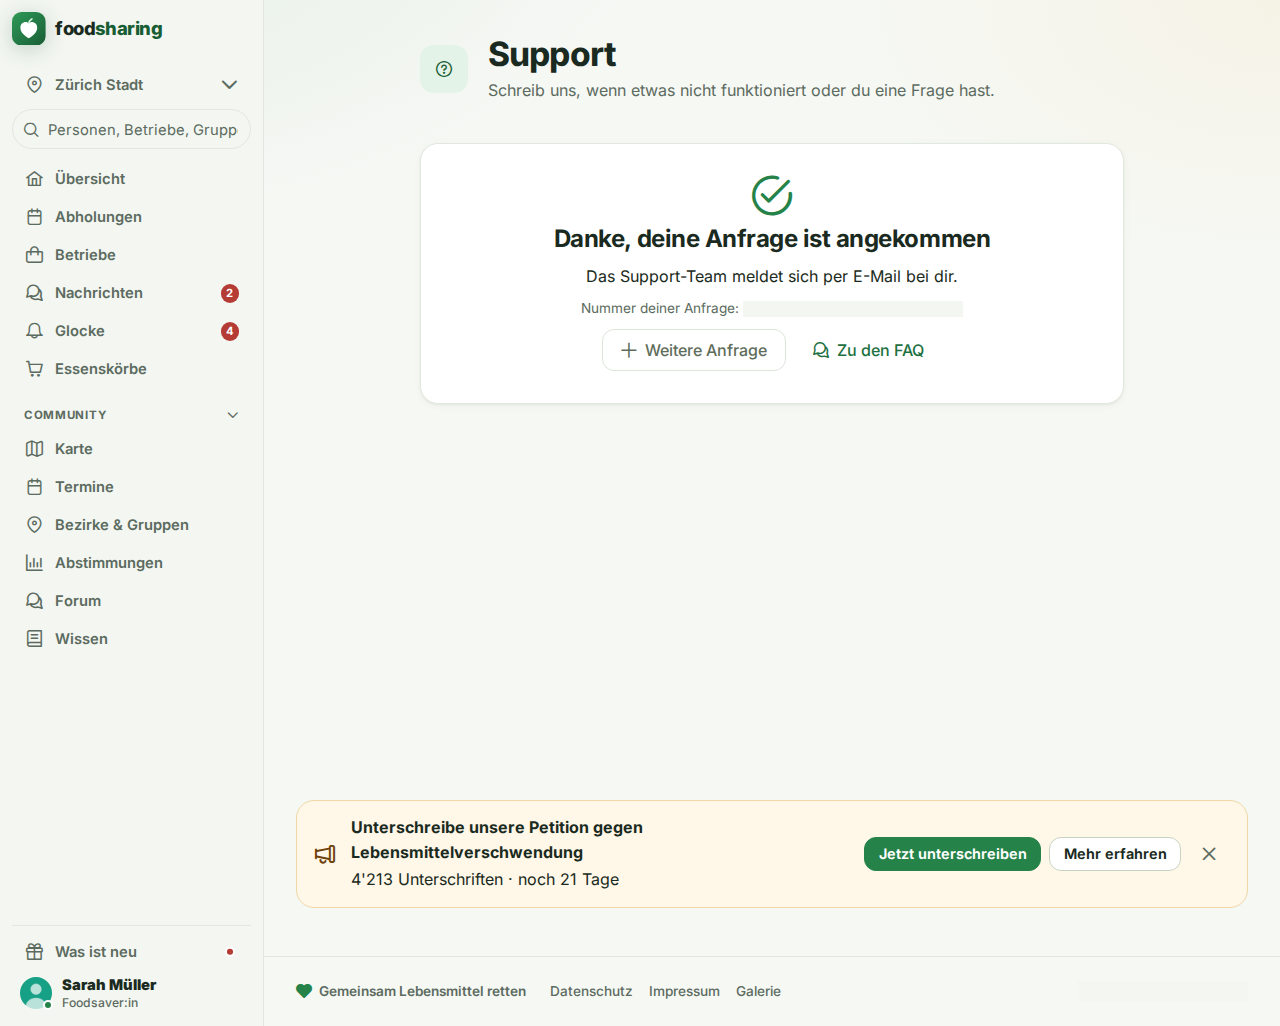 foodsharing
Zürich Stadt
Personen, Betriebe, Grupp
Übersicht
Abholungen
Betriebe
Nachrichten 2
Glocke 4
Essenskörbe
COMMUNITY
Karte
Termine
Bezirke & Gruppen
Abstimmungen
Forum
Wissen
Was ist neu
Sarah Müller
Foodsaver:in
Support
Schreib uns, wenn etwas nicht funktioniert oder du eine Frage hast.
Danke, deine Anfrage ist angekommen
Das Support-Team meldet sich per E-Mail bei dir.
Nummer deiner Anfrage:
Weitere Anfrage Zu den FAQ
Unterschreibe unsere Petition gegen
Lebensmittelverschwendung
4'213 Unterschriften · noch 21 Tage
Jetzt unterschreiben Mehr erfahren
Gemeinsam Lebensmittel retten Datenschutz Impressum Galerie